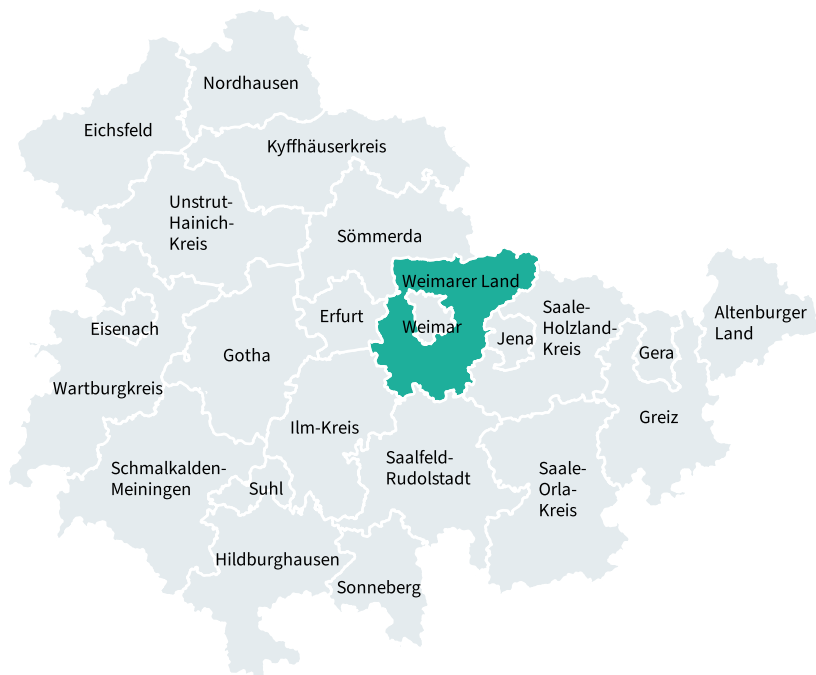 Nordhausen
Eichsfeld
Kyffhäuserkreis
Unstrut-
Hainich-
Kreis
Sömmerda
Weimarer Land
Saale-
Holzland-
Kreis
Altenburger
Land
Erfurt
Weimar
Eisenach
Jena
Gera
Gotha
Wartburgkreis
Greiz
Ilm-Kreis
Saalfeld-
Rudolstadt
Schmalkalden-
Meiningen
Suhl
Saale-
Orla-
Kreis
Hildburghausen
Sonneberg